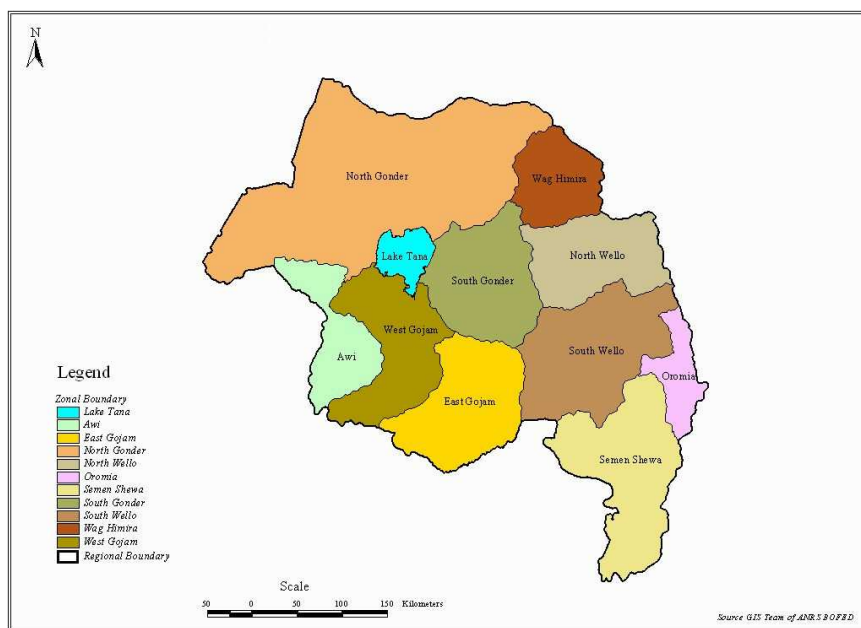 N
North Gonder
Wag Himira
Lake Tana
North Wello
South Gonder
West Gojam
Awi
South Wello
Oromia
East Gojam
Semen Shewa
Legend
Zonal Boundary
Lake Tana
Awi
East Gojam
North Gonder
North Wello
Oromia
Semen Shewa
South Gonder
South Wello
Wag Himira
West Gojam
Regional Boundary
Scale
50 0 50 100 150 Kilometers
Source GIS Team of ANRS BOFED